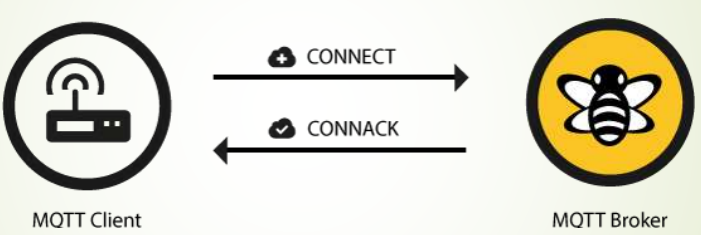 CONNECT
CONNACK
MQTT Client
MQTT Broker